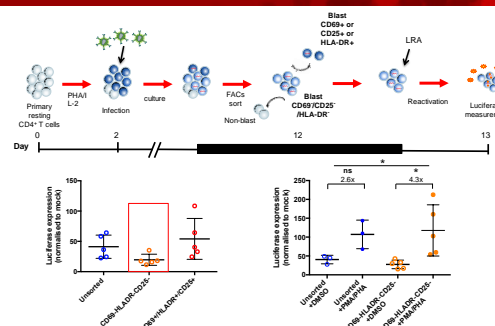 Blast
CD69+ or
CD25+ or
HLA-DR+
LRA
Primary
resting
CD4⁺ T cells
PHA/I
L-2
Infection
culture
FACs
sort
Non-blast
Blast
CD69⁻/CD25⁻
/HLA-DR⁻
Reactivation
Lucifera
measurem
Day
0
2
12
13
Luciferase expression
(normalised to mock)
150
100
50
0
Unsorted
CD69-HLADR-CD25-
CD69+/HLADR+/CD25+
Luciferase expression
(normalised to mock)
250
200
150
100
50
0
*
ns
*
2.6x
4.3x
Unsorted
+DMSO
Unsorted
+PMA/PHA
CD69-HLADR-CD25-
+DMSO
CD69-HLADR-CD25-
+PMA/PHA